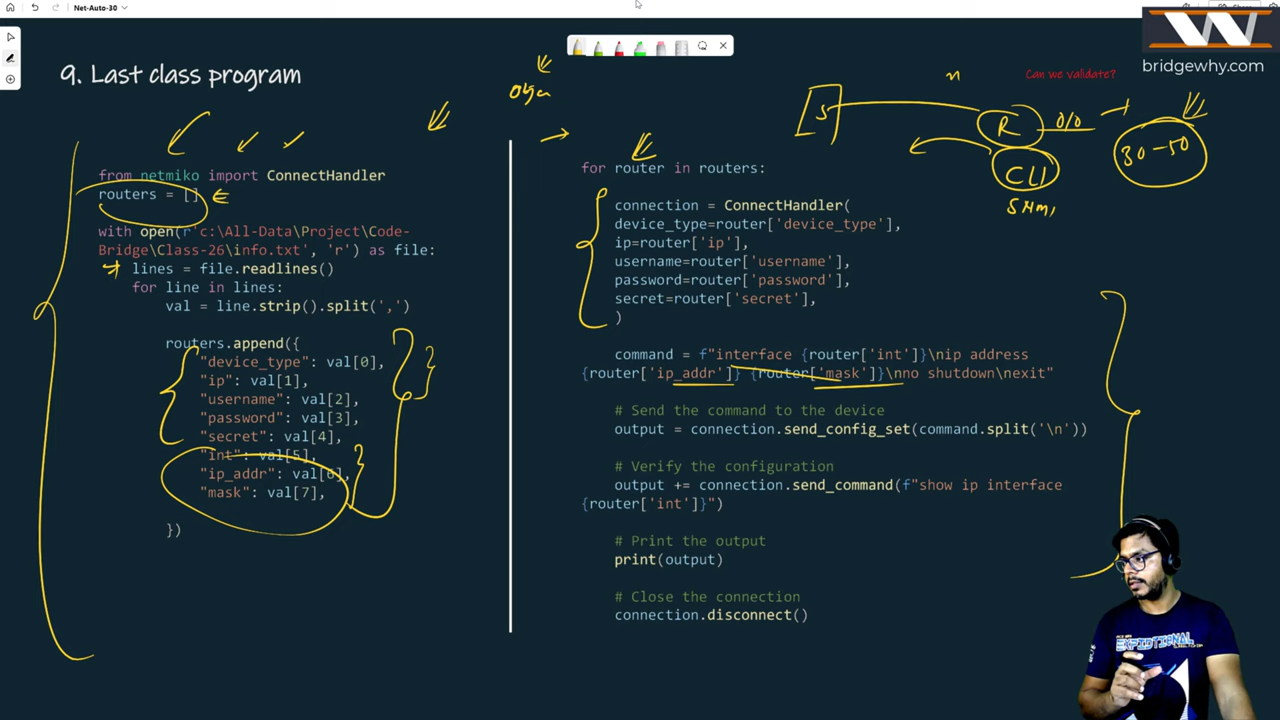 Net-Auto-30
bridgewhy.com
9. Last class program
Can we validate?
n
S
R
0/0
30-50
CLI
from netmiko import ConnectHandler
routers = []
with open(r'c:\All-Data\Project\Code-
Bridge\Class-26\info.txt', 'r') as file:
lines = file.readlines()
for line in lines:
val = line.strip().split(',')
routers.append({
"device_type": val[0],
"ip": val[1],
"username": val[2],
"password": val[3],
"secret": val[4],
"int": val[5],
"ip_addr": val[6],
"mask": val[7],
})
for router in routers:
connection = ConnectHandler(
device_type=router['device_type'],
ip=router['ip'],
username=router['username'],
password=router['password'],
secret=router['secret'],
)
command = f"interface {router['int']}\nip address
{router['ip_addr']} {router['mask']}\nno shutdown\nexit"
# Send the command to the device
output = connection.send_config_set(command.split('\n'))
# Verify the configuration
output += connection.send_command(f"show ip interface
{router['int']}")
# Print the output
print(output)
# Close the connection
connection.disconnect()